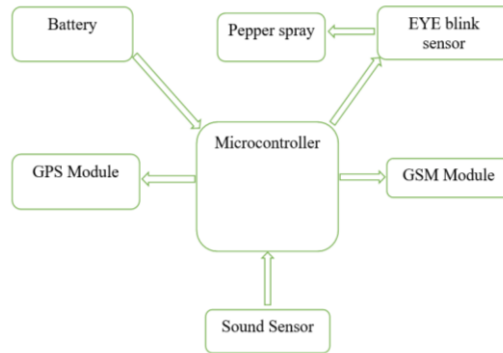 Battery
Pepper spray
EYE blink
sensor
Microcontroller
GPS Module
GSM Module
Sound Sensor